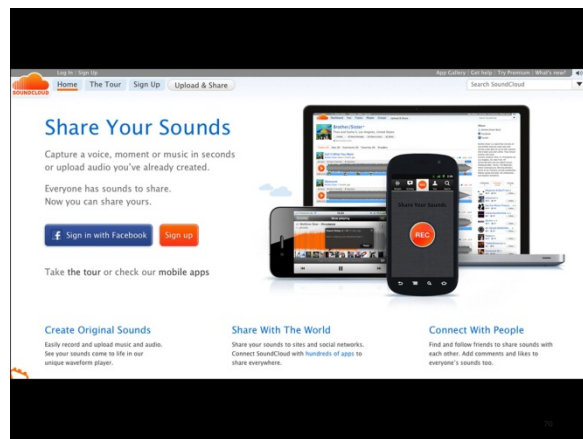 Log In | Sign Up
App Gallery | Get help | Try Premium | What's new?
SOUNDCLOUD
Home The Tour Sign Up Upload & Share
Search SoundCloud
Share Your Sounds
Capture a voice, moment or music in seconds
or upload audio you've already created.
Everyone has sounds to share.
Now you can share yours.
f Sign in with Facebook Sign up
Take the tour or check our mobile apps
Share Your Sounds
REC
Create Original Sounds
Easily record and upload music and audio.
See your sounds come to life in our
unique waveform player.
Share With The World
Share your sounds to sites and social networks.
Connect SoundCloud with hundreds of apps to
share everywhere.
Connect With People
Find and follow friends to share sounds with
each other. Add comments and likes to
everyone's sounds too.
70